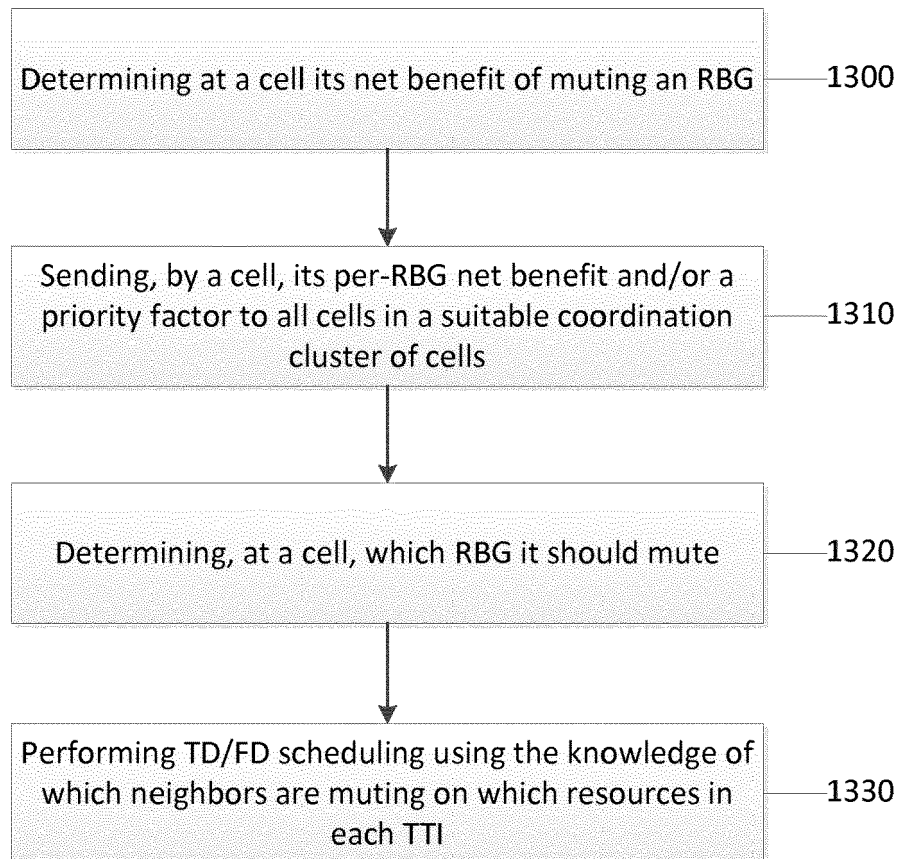 Determining at a cell its net benefit of muting an RBG
1300
Sending, by a cell, its per-RBG net benefit and/or a
priority factor to all cells in a suitable coordination
cluster of cells
1310
Determining, at a cell, which RBG it should mute
1320
Performing TD/FD scheduling using the knowledge
of which neighbors are muting on which resources in
each TTI
1330